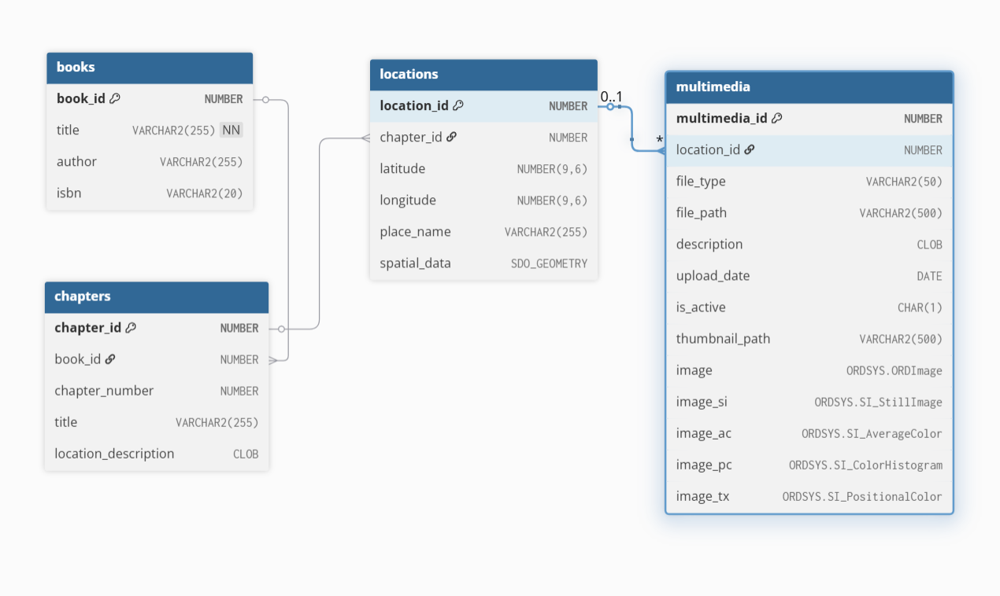 books
book_id NUMBER
title VARCHAR2(255) NN
author VARCHAR2(255)
isbn VARCHAR2(20)
chapters
chapter_id NUMBER
book_id NUMBER
chapter_number NUMBER
title VARCHAR2(255)
location_description CLOB
locations
location_id NUMBER
chapter_id NUMBER
latitude NUMBER(9,6)
longitude NUMBER(9,6)
place_name VARCHAR2(255)
spatial_data SDO_GEOMETRY
0..1
*
multimedia
multimedia_id NUMBER
location_id NUMBER
file_type VARCHAR2(50)
file_path VARCHAR2(500)
description CLOB
upload_date DATE
is_active CHAR(1)
thumbnail_path VARCHAR2(500)
image ORDSYS.ORDImage
image_si ORDSYS.SI_StillImage
image_ac ORDSYS.SI_AverageColor
image_pc ORDSYS.SI_ColorHistogram
image_tx ORDSYS.SI_PositionalColor